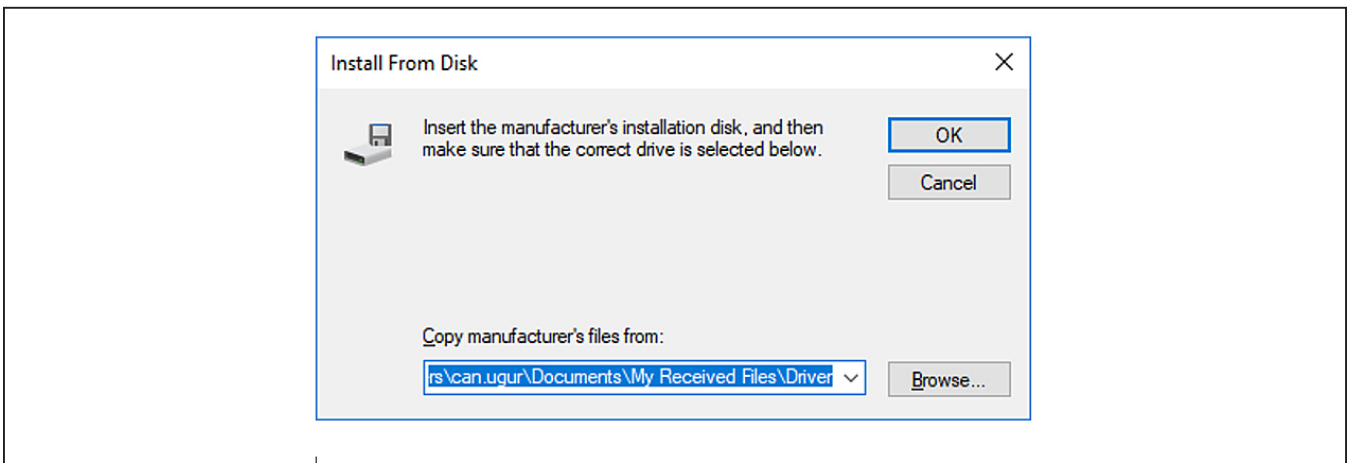 Install From Disk
Insert the manufacturer's installation disk, and then
make sure that the correct drive is selected below.
OK
Cancel
Copy manufacturer's files from:
rs\can.ugur\Documents\My Received Files\Driver
Browse...